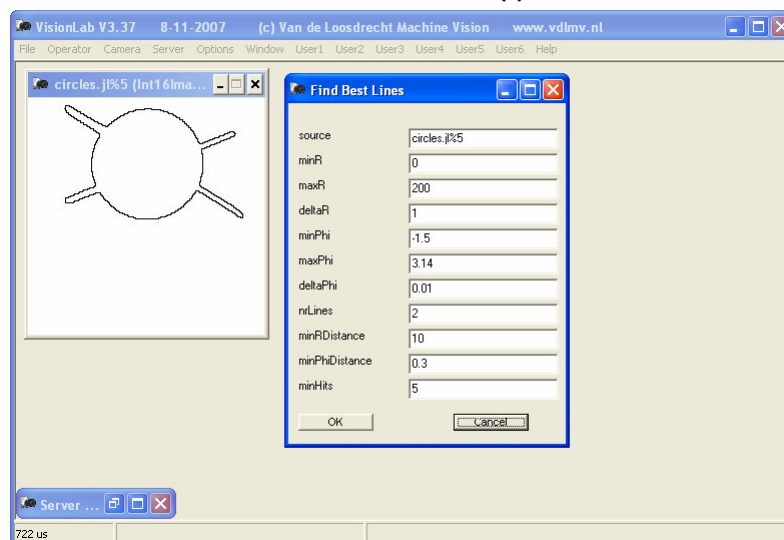 VisionLab V3.37 8-11-2007 (c) Van de Loosdrecht Machine Vision www.vdlmv.nl
File Operator Camera Server Options Window User1 User2 User3 User4 User5 User6 Help
circles.jl%5 (Int16Ima...
Find Best Lines
source circles.jl%5
minR 0
maxR 200
deltaR 1
minPhi -1.5
maxPhi 3.14
deltaPhi 0.01
nrLines 2
minRDistance 10
minPhiDistance 0.3
minHits 5
OK Cancel
Server ...
722 us